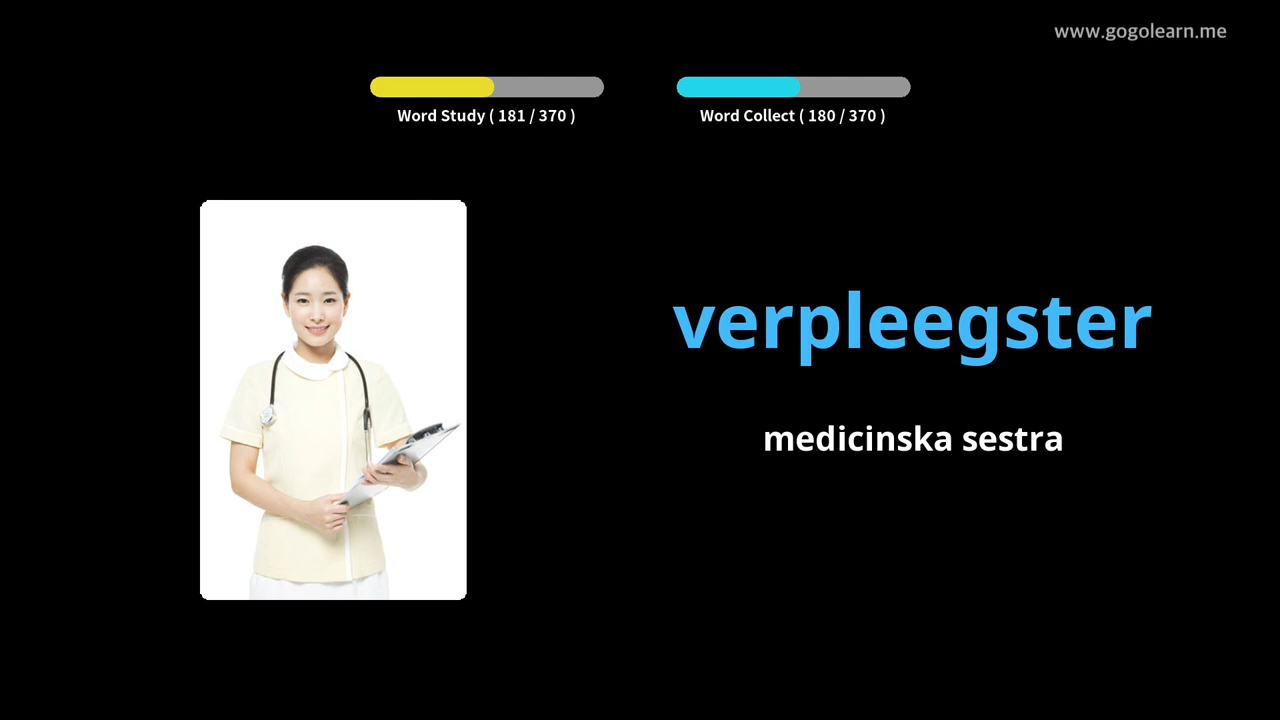 www.gogolearn.me
Word Study ( 181 / 370 )
Word Collect ( 180 / 370 )
verpleegster
medicinska sestra